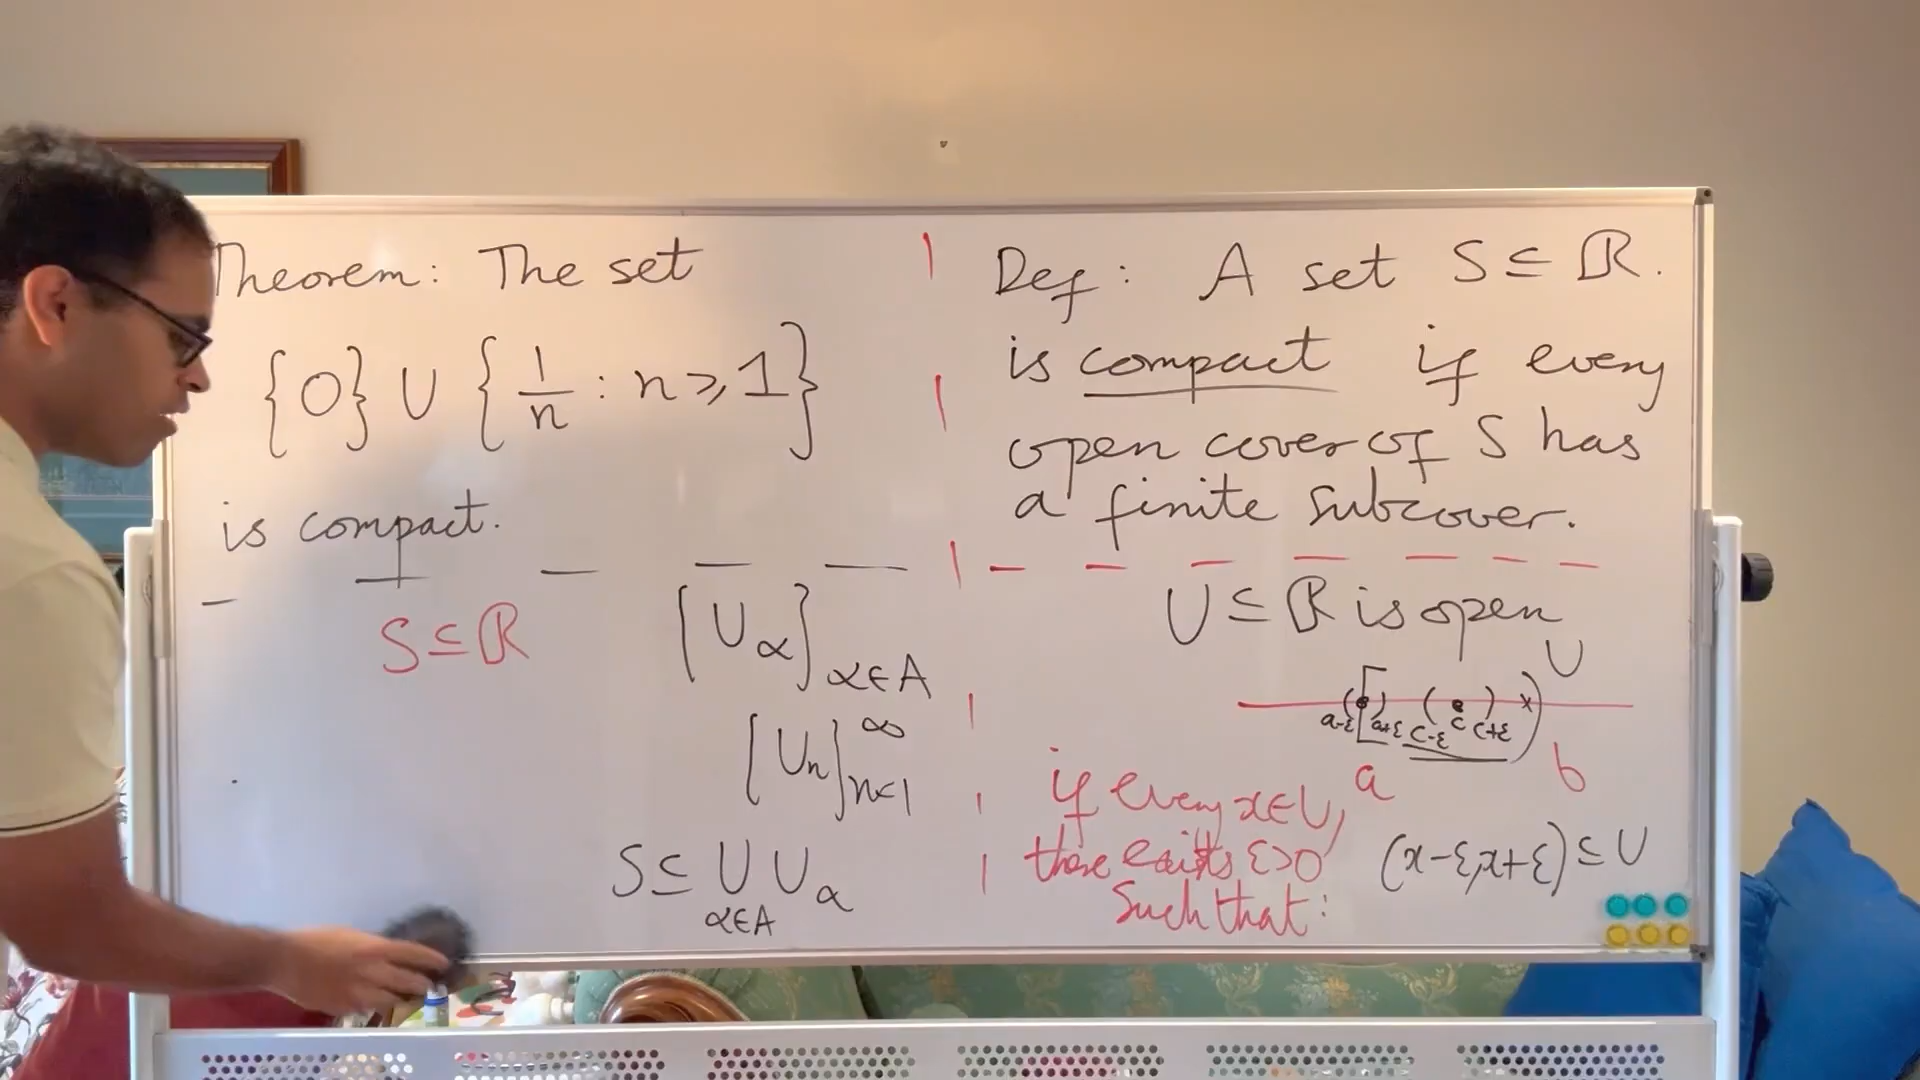 Theorem: The set
{0} ∪ { 1/n : n ⩾ 1 }
is compact.
S ⊆ ℝ
{U_α}_{α∈A}
{U_n}_{n=1}^∞
S ⊆ ∪_{α∈A} U_α
Def: A set S ⊆ ℝ.
is compact if every
open cover of S has
a finite subcover.
U ⊆ ℝ is open
U
a-ε a+ε c-ε c c+ε
a b
if every x∈U,
there exists ε>0
such that:
(x-ε, x+ε) ⊆ U